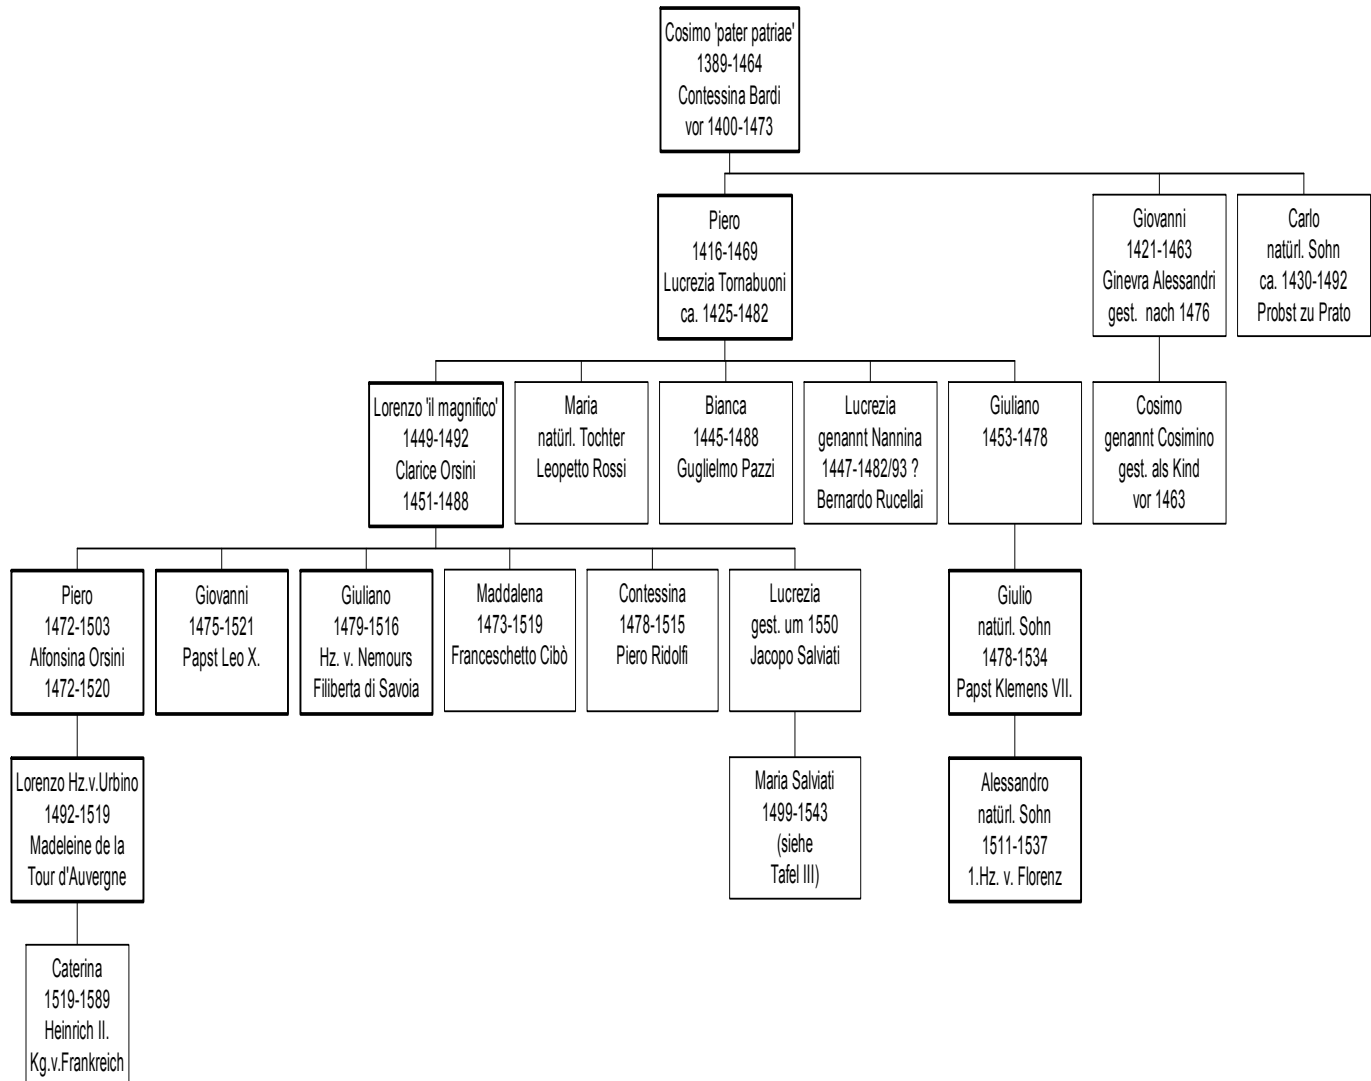 Cosimo 'pater patriae'
1389-1464
Contessina Bardi
vor 1400-1473
Piero
1416-1469
Lucrezia Tornabuoni
ca. 1425-1482
Giovanni
1421-1463
Ginevra Alessandri
gest. nach 1476
Carlo
natürl. Sohn
ca. 1430-1492
Probst zu Prato
Lorenzo 'il magnifico'
1449-1492
Clarice Orsini
1451-1488
Maria
natürl. Tochter
Leopetto Rossi
Bianca
1445-1488
Guglielmo Pazzi
Lucrezia
genannt Nannina
1447-1482/93 ?
Bernardo Rucellai
Giuliano
1453-1478
Cosimo
genannt Cosimino
gest. als Kind
vor 1463
Piero
1472-1503
Alfonsina Orsini
1472-1520
Giovanni
1475-1521
Papst Leo X.
Giuliano
1479-1516
Hz. v. Nemours
Filiberta di Savoia
Maddalena
1473-1519
Franceschetto Cibò
Contessina
1478-1515
Piero Ridolfi
Lucrezia
gest. um 1550
Jacopo Salviati
Giulio
natürl. Sohn
1478-1534
Papst Klemens VII.
Lorenzo Hz.v.Urbino
1492-1519
Madeleine de la
Tour d'Auvergne
Maria Salviati
1499-1543
(siehe
Tafel III)
Alessandro
natürl. Sohn
1511-1537
1.Hz. v. Florenz
Caterina
1519-1589
Heinrich II.
Kg.v.Frankreich